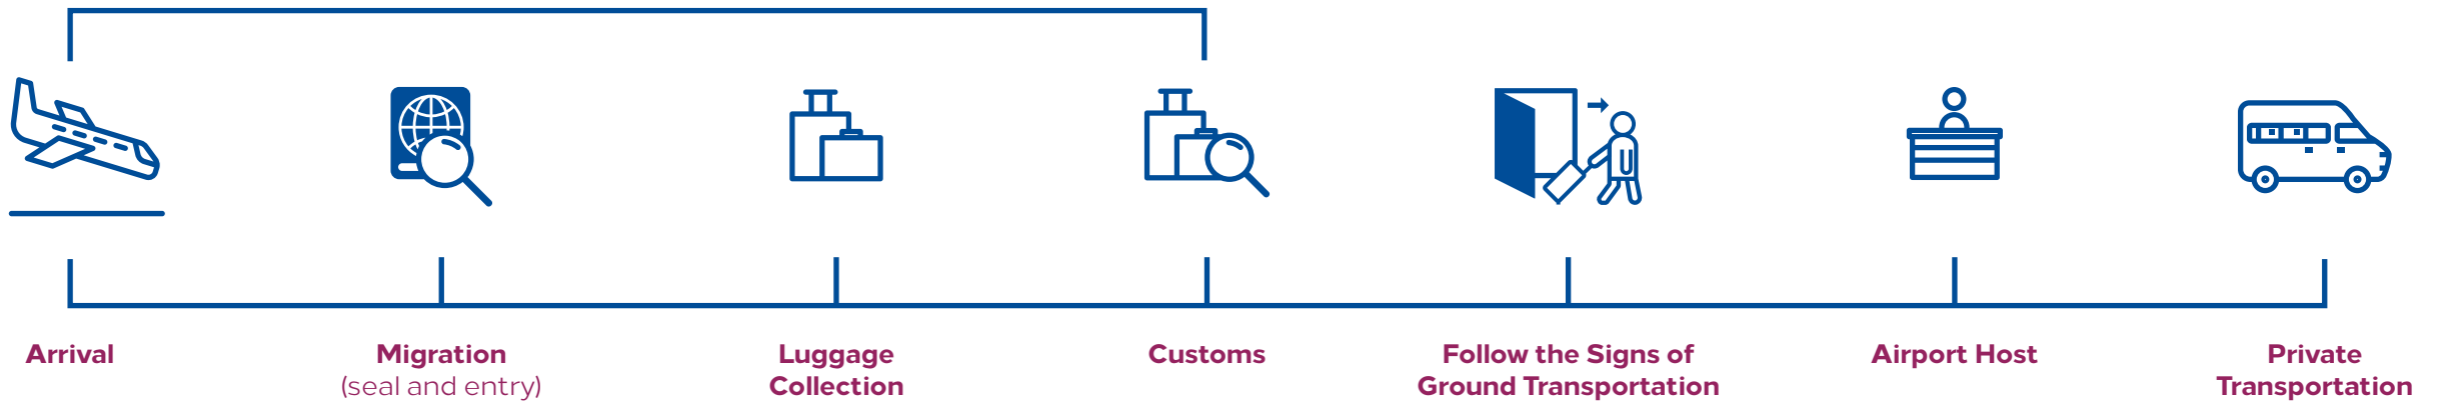 Arrival
Migration
(seal and entry)
Luggage
Collection
Customs
Follow the Signs of
Ground Transportation
Airport Host
Private
Transportation